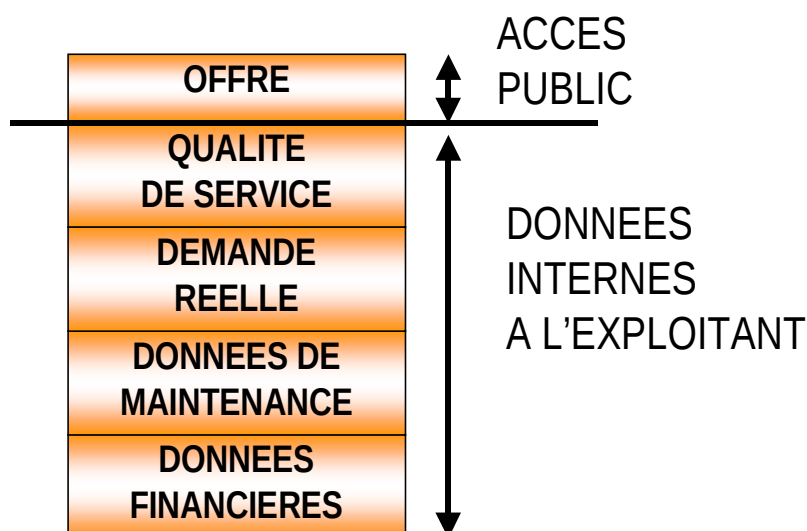 OFFRE
ACCES
PUBLIC
QUALITE
DE SERVICE
DEMANDE
REELLE
DONNEES DE
MAINTENANCE
DONNEES
FINANCIERES
DONNEES
INTERNES
A L'EXPLOITANT